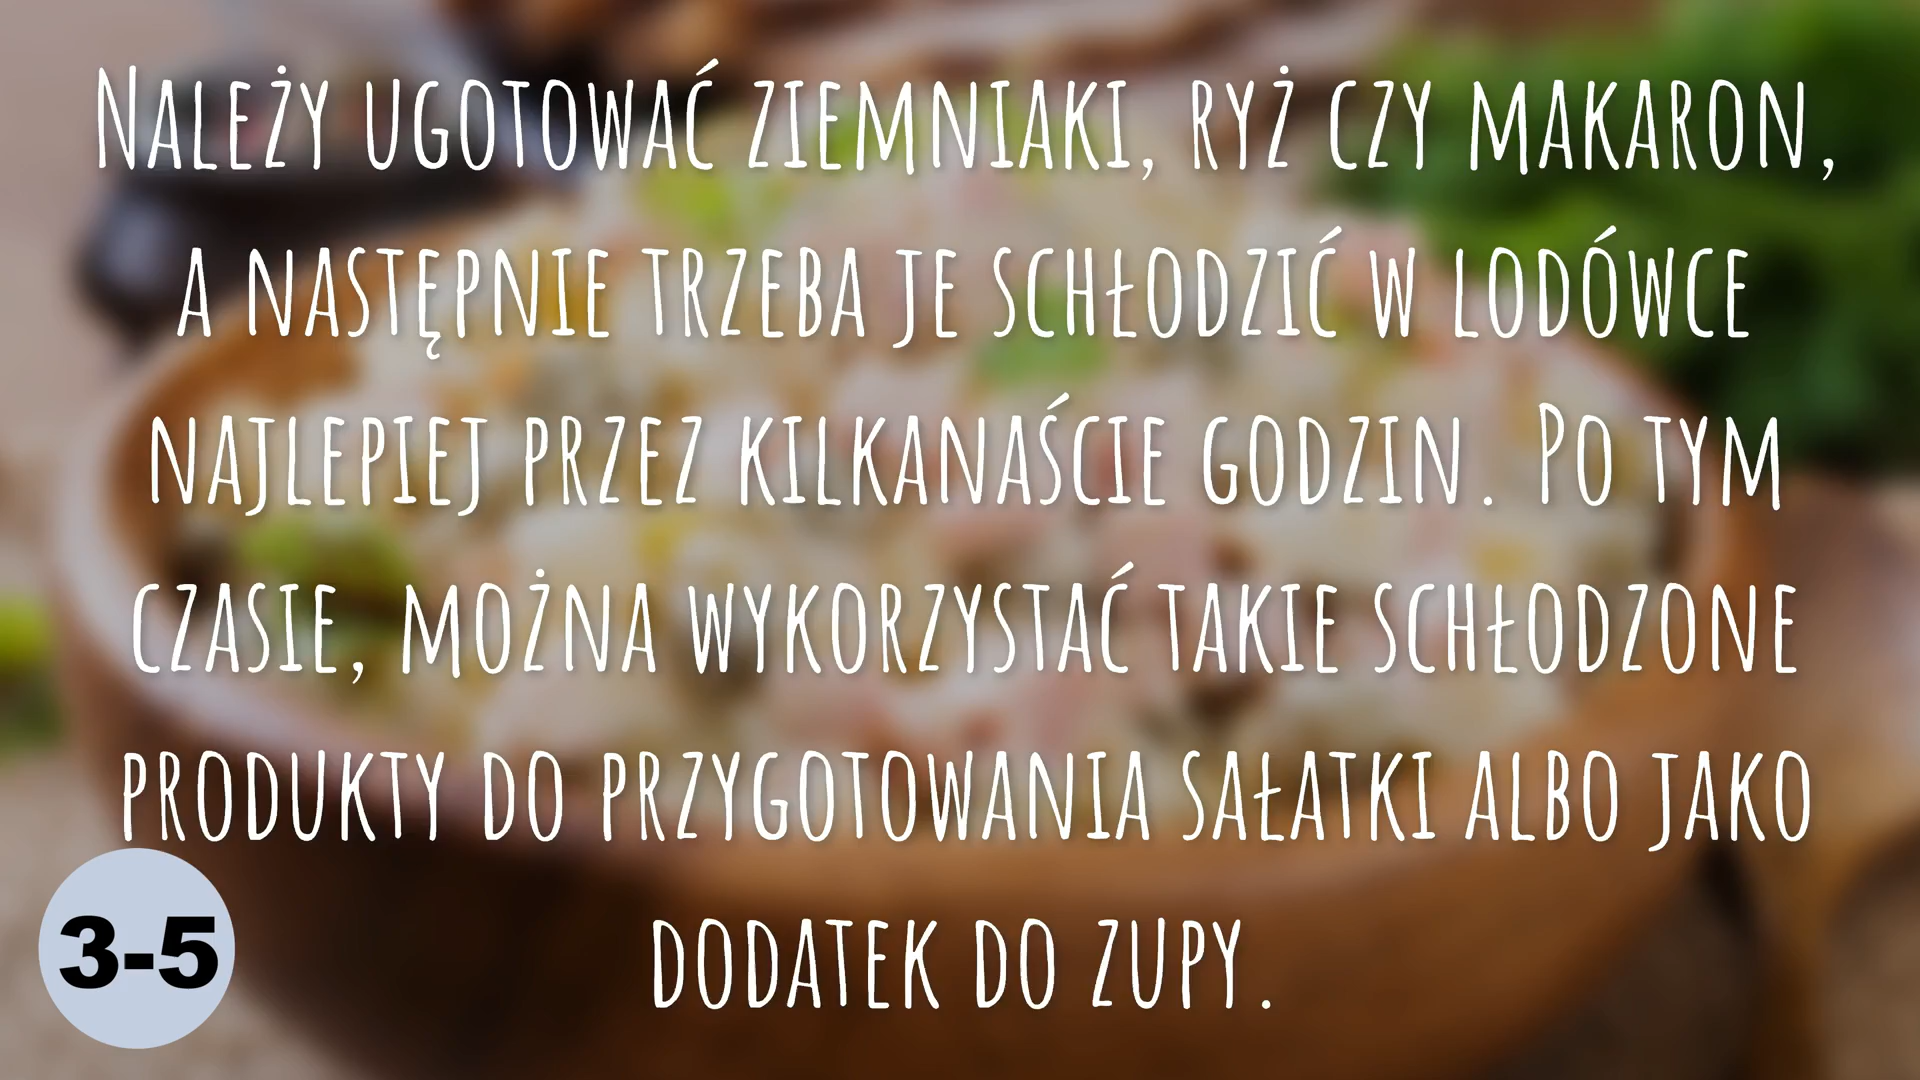 Należy ugotować ziemniaki, ryż czy makaron,
a następnie trzeba je schłodzić w lodówce
najlepiej przez kilkanaście godzin. Po tym
czasie, można wykorzystać takie schłodzone
produkty do przygotowania sałatki albo jako
dodatek do zupy.
3-5